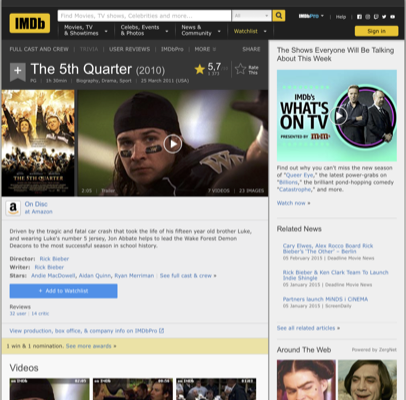 IMDb
Find Movies, TV shows, Celebrities and more...
All
IMDbPro
Help
Movies, TV
& Showtimes
Celebs, Events
& Photos
News &
Community
Watchlist
Sign in
FULL CAST AND CREW | TRIVIA | USER REVIEWS | IMDbPro | MORE
SHARE
The 5th Quarter (2010)
PG | 1h 30min | Biography, Drama, Sport | 25 March 2011 (USA)
5,7
Rate
This
THE 5TH QUARTER
2:05 | Trailer
7 VIDEOS | 23 IMAGES
On Disc
at Amazon
Driven by the tragic and fatal car crash that took the life of his fifteen year old brother Luke,
and wearing Luke's number 5 jersey, Jon Abbate helps to lead the Wake Forest Demon
Deacons to the most successful season in school history.
Director: Rick Bieber
Writer: Rick Bieber
Stars: Andie MacDowell, Aidan Quinn, Ryan Merriman | See full cast & crew »
+ Add to Watchlist
Reviews
32 user | 14 critic
View production, box office, & company info on IMDbPro
1 win & 1 nomination. See more awards »
Videos
The Shows Everyone Will Be Talking
About This Week
IMDb's
WHAT'S
ON TV
PRESENTED BY M&M'S
Find out why you can't miss the new season
of "Queer Eye," the latest power-grabs on
"Billions," the brilliant pond-hopping comedy
"Catastrophe," and more.
Watch now »
Related News
Cary Elwes, Alex Rocco Board Rick
Bieber's 'The Other' – Berlin
05 February 2015 | Deadline Movie News
Rick Bieber & Ken Clark Team To Launch
Indie Shingle
05 January 2015 | Deadline Movie News
Partners launch MINDS i CINEMA
05 January 2015 | ScreenDaily
See all related articles »
Around The Web | Powered by ZergNet